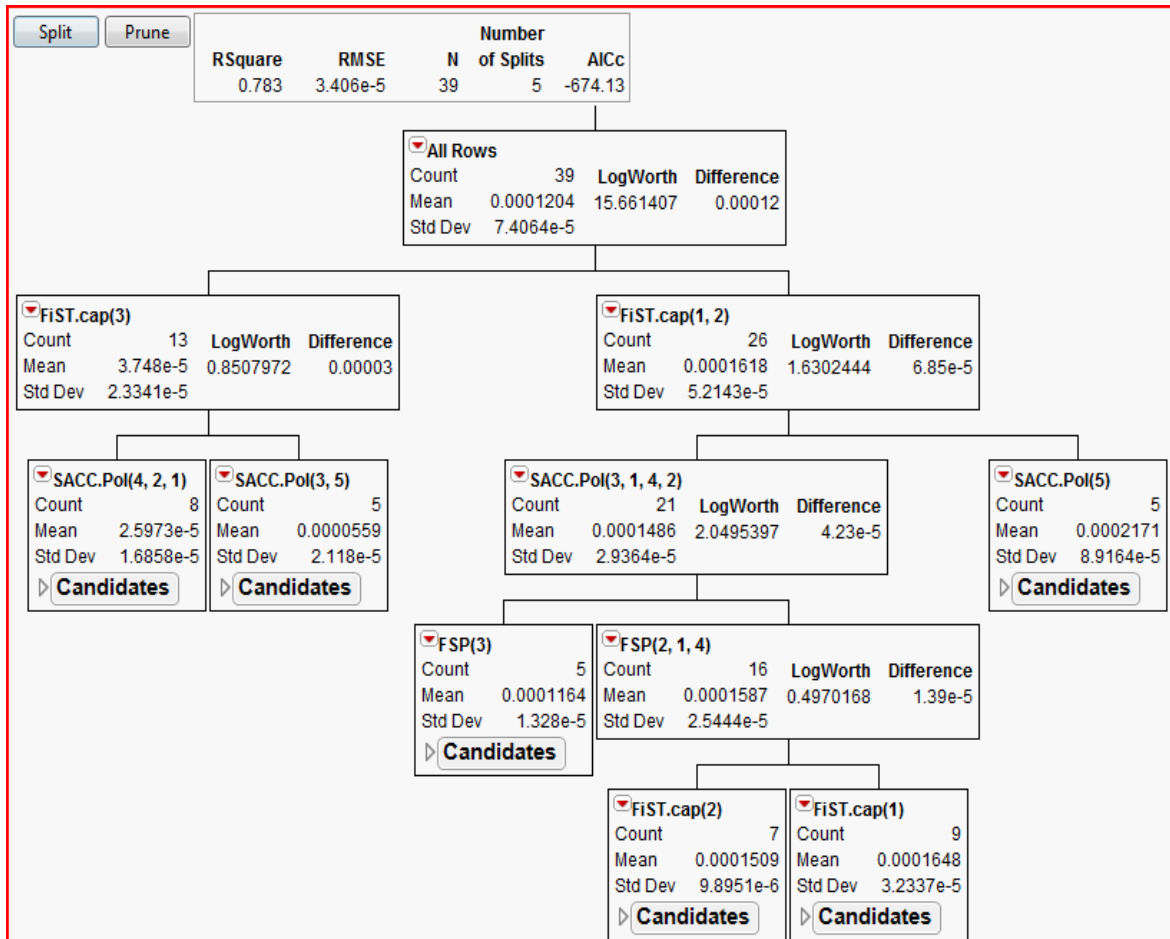 Split Prune
Number
RSquare RMSE N of Splits AICc
0.783 3.406e-5 39 5 -674.13
All Rows
Count 39 LogWorth Difference
Mean 0.0001204 15.661407 0.00012
Std Dev 7.4064e-5
FiST.cap(3)
Count 13 LogWorth Difference
Mean 3.748e-5 0.8507972 0.00003
Std Dev 2.3341e-5
FiST.cap(1, 2)
Count 26 LogWorth Difference
Mean 0.0001618 1.6302444 6.85e-5
Std Dev 5.2143e-5
SACC.Pol(4, 2, 1)
Count 8
Mean 2.5973e-5
Std Dev 1.6858e-5
Candidates
SACC.Pol(3, 5)
Count 5
Mean 0.0000559
Std Dev 2.118e-5
Candidates
SACC.Pol(3, 1, 4, 2)
Count 21 LogWorth Difference
Mean 0.0001486 2.0495397 4.23e-5
Std Dev 2.9364e-5
SACC.Pol(5)
Count 5
Mean 0.0002171
Std Dev 8.9164e-5
Candidates
FSP(3)
Count 5
Mean 0.0001164
Std Dev 1.328e-5
Candidates
FSP(2, 1, 4)
Count 16 LogWorth Difference
Mean 0.0001587 0.4970168 1.39e-5
Std Dev 2.5444e-5
FiST.cap(2)
Count 7
Mean 0.0001509
Std Dev 9.8951e-6
Candidates
FiST.cap(1)
Count 9
Mean 0.0001648
Std Dev 3.2337e-5
Candidates